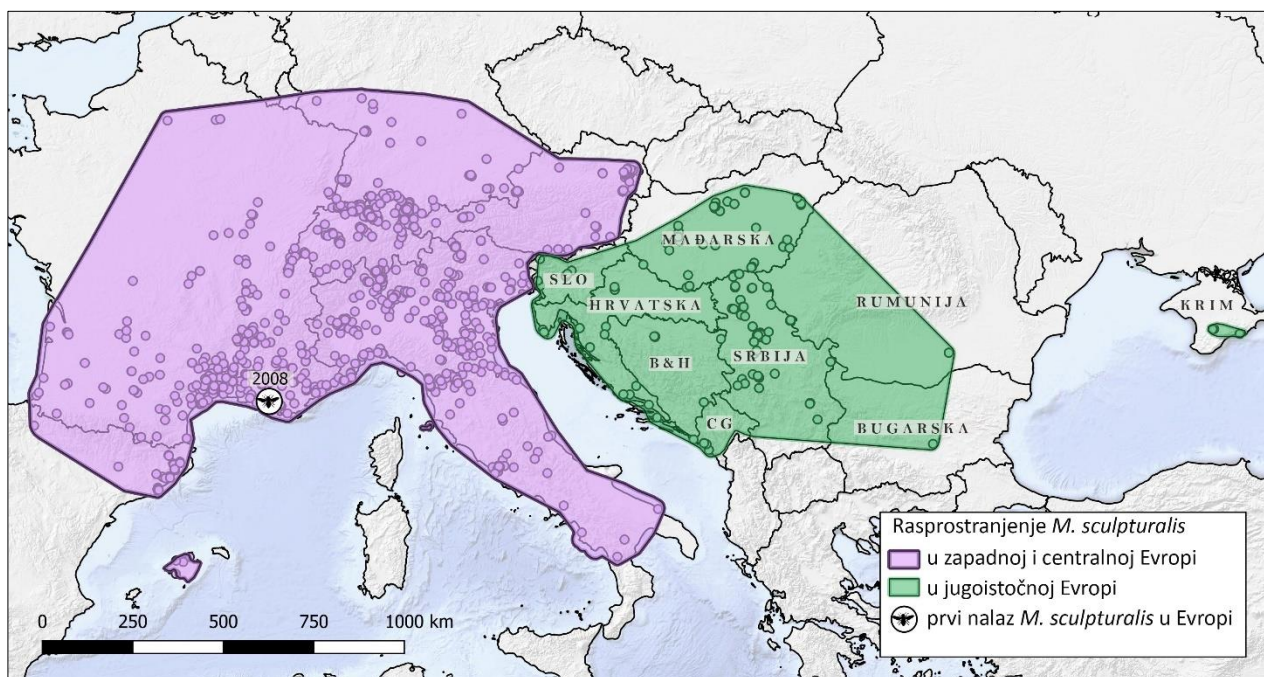 2008
MAĐARSKA
SLO
HRVATSKA
RUMUNIJA
KRIM
B&H
SRBIJA
CG
BUGARSKA
Rasprostranjenje M. sculpturalis
u zapadnoj i centralnoj Evropi
u jugoistočnoj Evropi
prvi nalaz M. sculpturalis u Evropi
0 250 500 750 1000 km